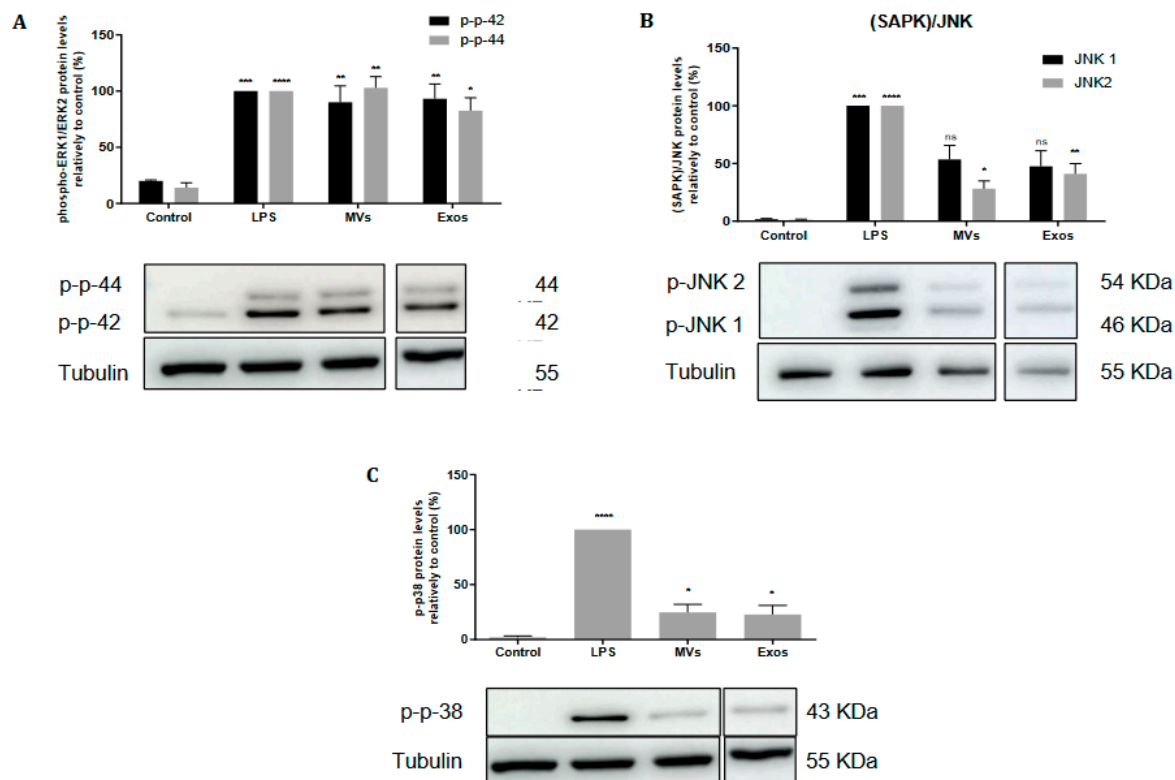 A
p-p-42
p-p-44
phospho-ERK1/ERK2 protein levels
relatively to control (%)
150
100
50
0
*** **** ** ** ** *
Control LPS MVs Exos
p-p-44 44
p-p-42 42
Tubulin 55
B
(SAPK)/JNK
JNK 1
JNK2
(SAPK)/JNK protein levels
relatively to control (%)
150
100
50
0
*** **** ns * ns **
Control LPS MVs Exos
p-JNK 2 54 KDa
p-JNK 1 46 KDa
Tubulin 55 KDa
C
p-p38 protein levels
relatively to control (%)
150
100
50
0
**** * *
Control LPS MVs Exos
p-p-38 43 KDa
Tubulin 55 KDa